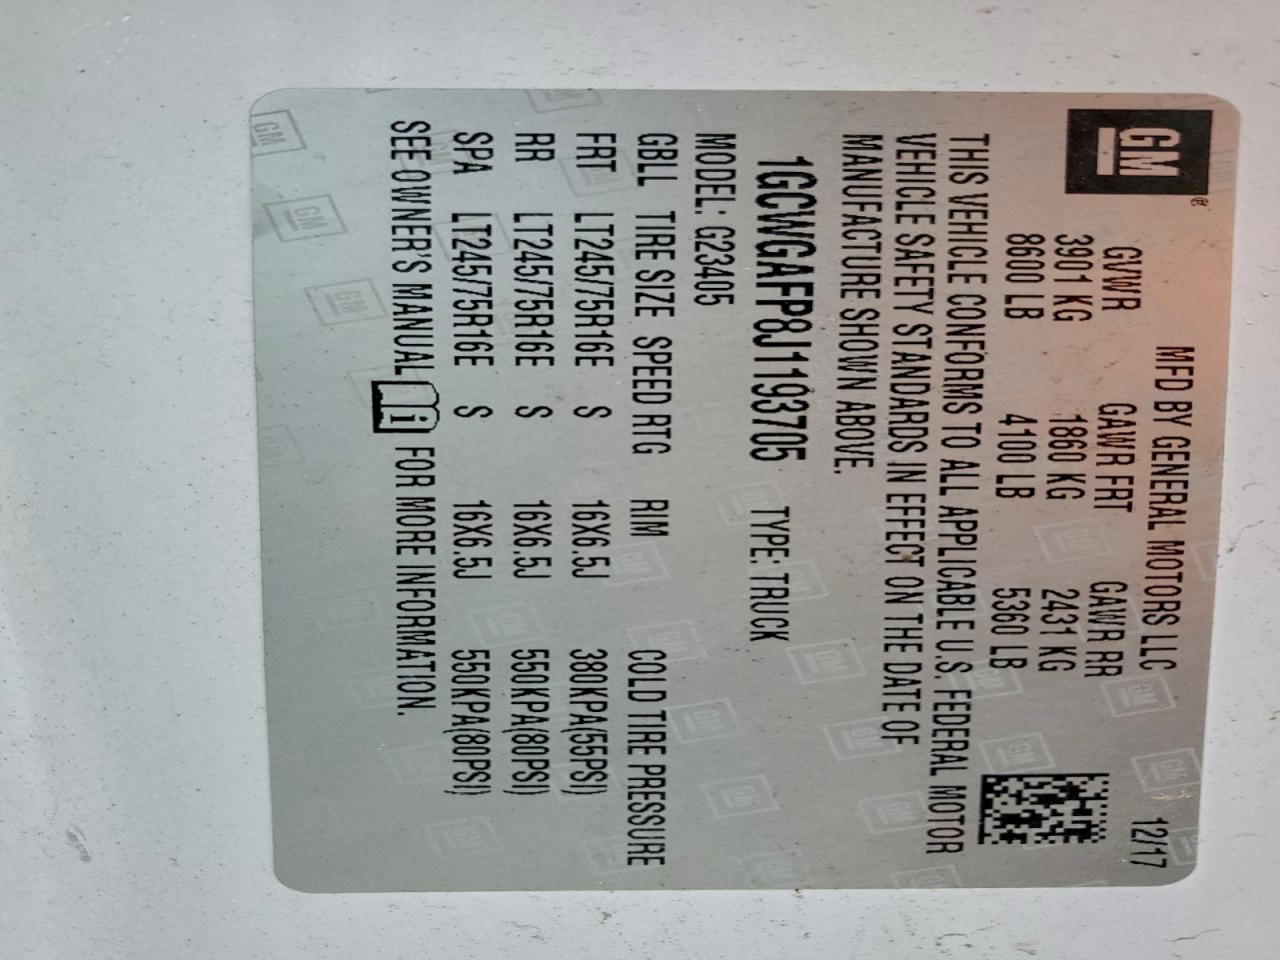 GM®
MFD BY GENERAL MOTORS LLC 12/17
GVWR GAWR FRT GAWR RR
3901 KG 1860 KG 2431 KG
8600 LB 4100 LB 5360 LB
THIS VEHICLE CONFORMS TO ALL APPLICABLE U.S. FEDERAL MOTOR
VEHICLE SAFETY STANDARDS IN EFFECT ON THE DATE OF
MANUFACTURE SHOWN ABOVE.
1GCWGAFP8J1193705 TYPE: TRUCK
MODEL: G23405
GBLL TIRE SIZE SPEED RTG RIM COLD TIRE PRESSURE
FRT LT245/75R16E S 16X6.5J 380KPA(55PSI)
RR LT245/75R16E S 16X6.5J 550KPA(80PSI)
SPA LT245/75R16E S 16X6.5J 550KPA(80PSI)
SEE OWNER'S MANUAL i FOR MORE INFORMATION.